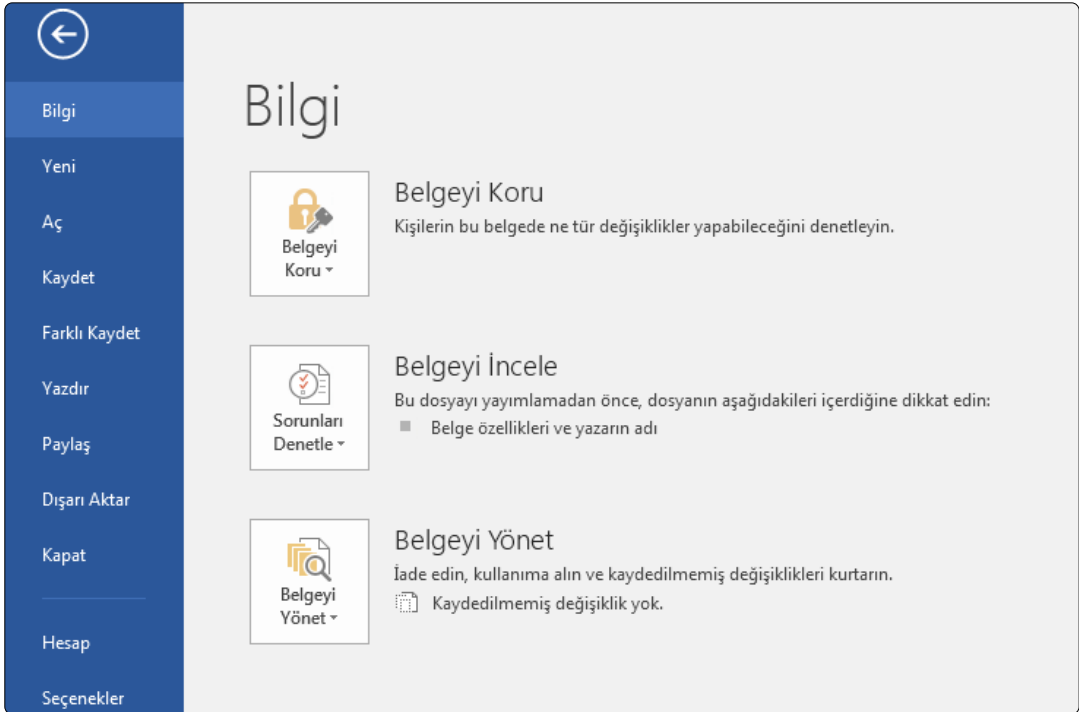 Bilgi
Yeni
Aç
Kaydet
Farklı Kaydet
Yazdır
Paylaş
Dışarı Aktar
Kapat
Hesap
Seçenekler
Bilgi
Belgeyi
Koru
Belgeyi Koru
Kişilerin bu belgede ne tür değişiklikler yapabileceğini denetleyin.
Sorunları
Denetle
Belgeyi İncele
Bu dosyayı yayımlamadan önce, dosyanın aşağıdakileri içerdiğine dikkat edin:
Belge özellikleri ve yazarın adı
Belgeyi
Yönet
Belgeyi Yönet
İade edin, kullanıma alın ve kaydedilmemiş değişiklikleri kurtarın.
Kaydedilmemiş değişiklik yok.